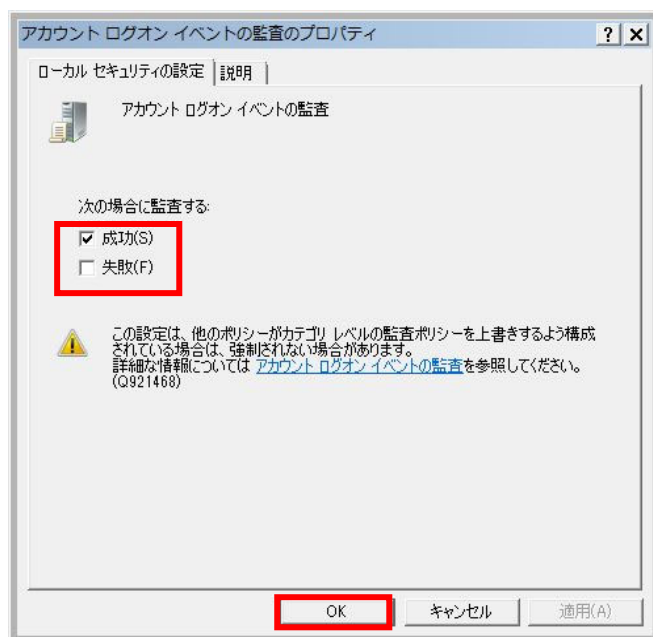 アカウント ログオン イベントの監査のプロパティ
ローカル セキュリティの設定 説明
アカウント ログオン イベントの監査
次の場合に監査する:
成功(S)
失敗(F)
この設定は、他のポリシーがカテゴリ レベルの監査ポリシーを上書きするよう構成
されている場合は、強制されない場合があります。
詳細な情報については アカウント ログオン イベントの監査を参照してください。
(Q921468)
OK キャンセル 適用(A)